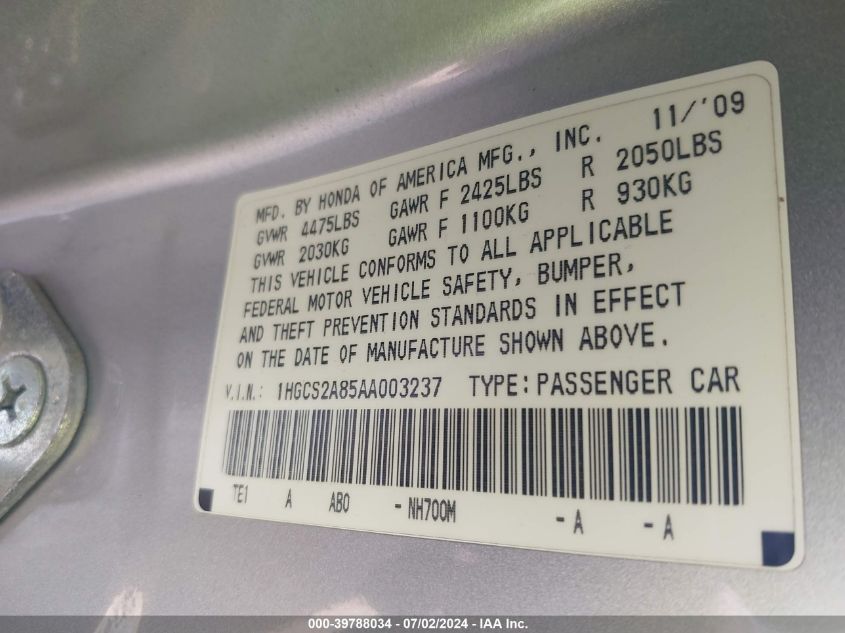 MFD. BY HONDA OF AMERICA MFG., INC. 11/'09
GVWR 4475LBS GAWR F 2425LBS R 2050LBS
GVWR 2030KG GAWR F 1100KG R 930KG
THIS VEHICLE CONFORMS TO ALL APPLICABLE
FEDERAL MOTOR VEHICLE SAFETY, BUMPER,
AND THEFT PREVENTION STANDARDS IN EFFECT
ON THE DATE OF MANUFACTURE SHOWN ABOVE.
V.I.N.: 1HGCS2A85AA003237 TYPE:PASSENGER CAR
TE1 A AB0 -NH700M -A -A
000-39788034 - 07/02/2024 - IAA Inc.